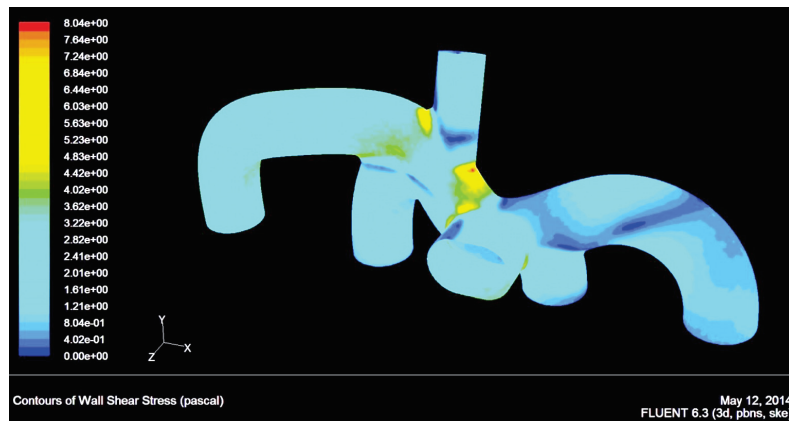 8.04e+00
7.64e+00
7.24e+00
6.84e+00
6.44e+00
6.03e+00
5.63e+00
5.23e+00
4.83e+00
4.42e+00
4.02e+00
3.62e+00
3.22e+00
2.82e+00
2.41e+00
2.01e+00
1.61e+00
1.21e+00
8.04e-01
4.02e-01
0.00e+00
Y
Z X
Contours of Wall Shear Stress (pascal)
May 12, 2014
FLUENT 6.3 (3d, pbns, ske